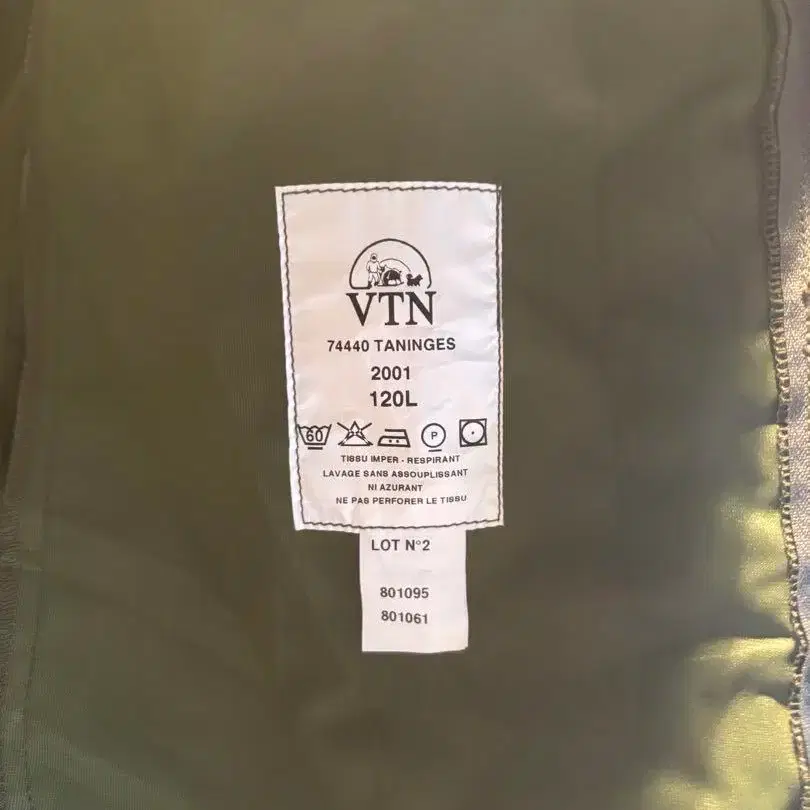 VTN
74440 TANINGES
2001
120L
60 P
TISSU IMPER - RESPIRANT
LAVAGE SANS ASSOUPLISSANT
NI AZURANT
NE PAS PERFORER LE TISSU
LOT N°2
801095
801061